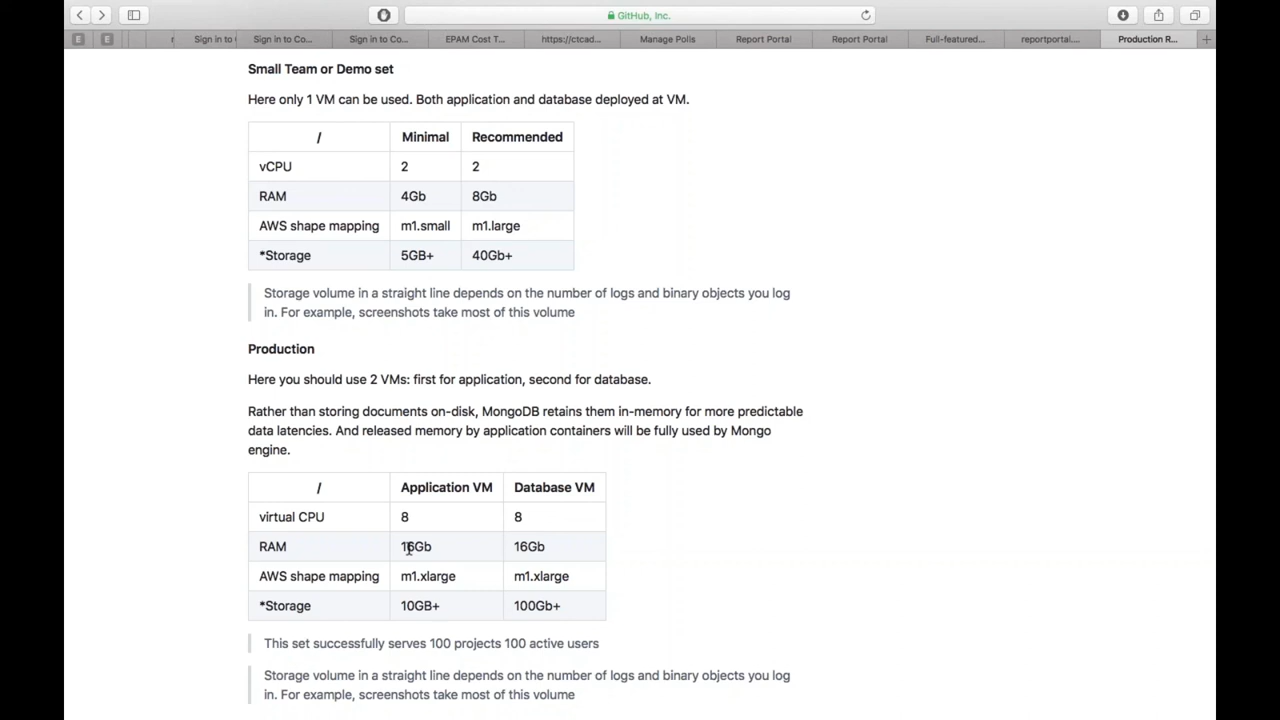 GitHub, Inc.
E
E
r
Sign in to
Sign in to Co...
Sign in to Co...
EPAM Cost T...
https://ctcad...
Manage Polls
Report Portal
Report Portal
Full-featured...
reportportal....
Production R...
Small Team or Demo set
Here only 1 VM can be used. Both application and database deployed at VM.
/ Minimal Recommended
vCPU 2 2
RAM 4Gb 8Gb
AWS shape mapping m1.small m1.large
*Storage 5GB+ 40Gb+
Storage volume in a straight line depends on the number of logs and binary objects you log
in. For example, screenshots take most of this volume
Production
Here you should use 2 VMs: first for application, second for database.
Rather than storing documents on-disk, MongoDB retains them in-memory for more predictable
data latencies. And released memory by application containers will be fully used by Mongo
engine.
/ Application VM Database VM
virtual CPU 8 8
RAM 16Gb 16Gb
AWS shape mapping m1.xlarge m1.xlarge
*Storage 10GB+ 100Gb+
This set successfully serves 100 projects 100 active users
Storage volume in a straight line depends on the number of logs and binary objects you log
in. For example, screenshots take most of this volume